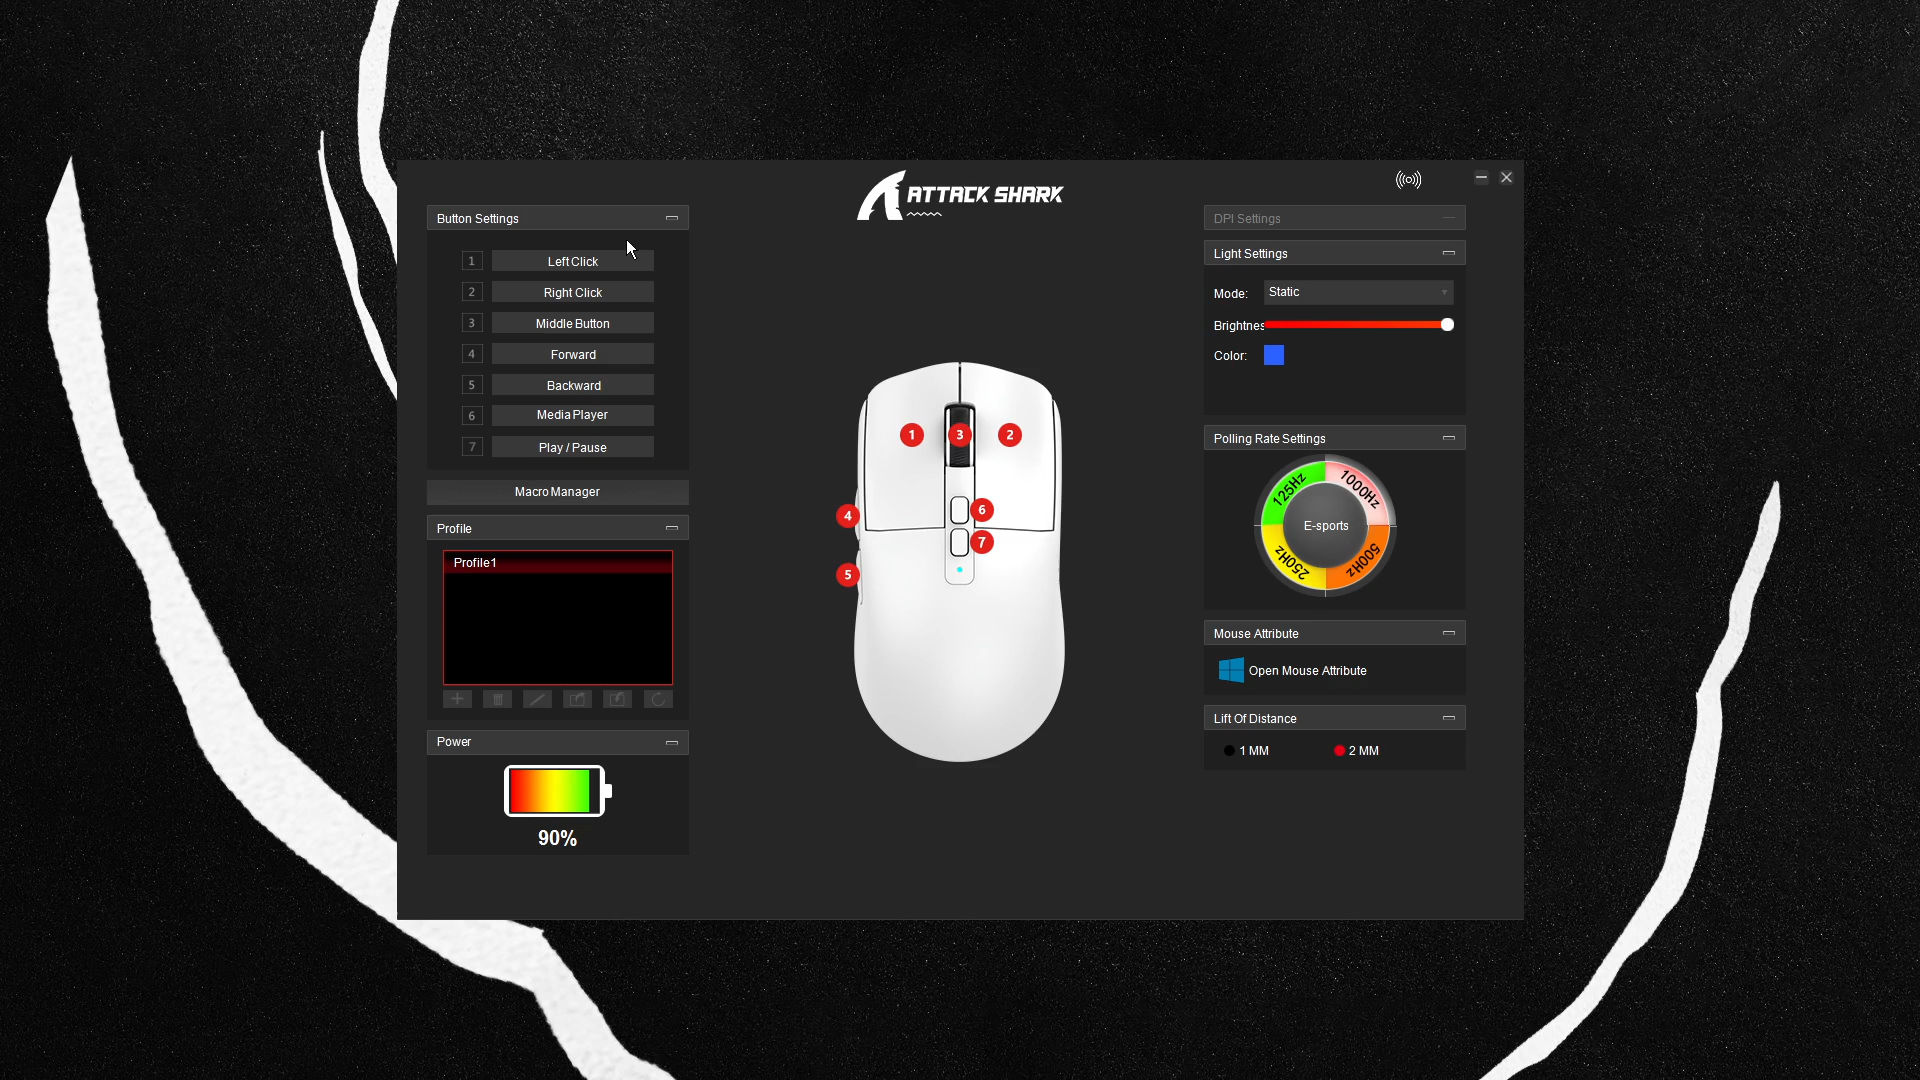 ATTACK SHARK
Button Settings
1 Left Click
2 Right Click
3 Middle Button
4 Forward
5 Backward
6 Media Player
7 Play / Pause
Macro Manager
Profile
Profile1
Power
90%
1
3
2
4
6
7
5
DPI Settings
Light Settings
Mode: Static
Brightnes
Color:
Polling Rate Settings
125Hz
1000Hz
E-sports
250Hz
500Hz
Mouse Attribute
Open Mouse Attribute
Lift Of Distance
1 MM
2 MM